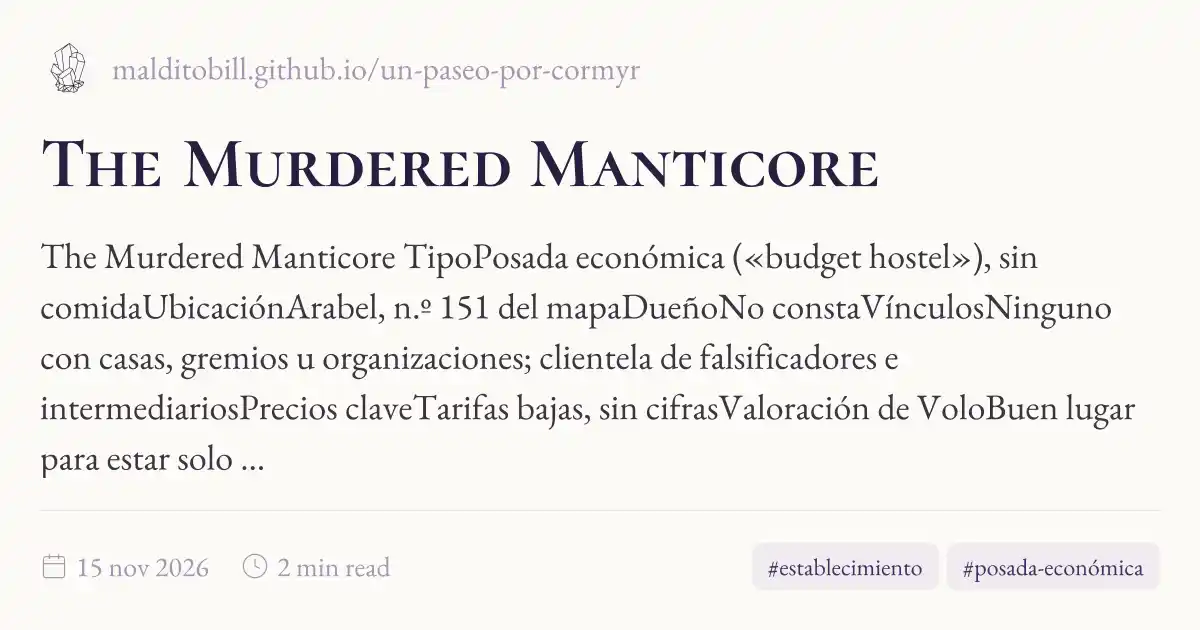 malditobill.github.io/un-paseo-por-cormyr
The Murdered Manticore
The Murdered Manticore TipoPosada económica («budget hostel»), sin
comidaUbicaciónArabel, n.º 151 del mapaDueñoNo constaVínculosNinguno
con casas, gremios u organizaciones; clientela de falsificadores e
intermediariosPrecios claveTarifas bajas, sin cifrasValoración de VoloBuen lugar
para estar solo ...
15 nov 2026 2 min read #establecimiento #posada-económica